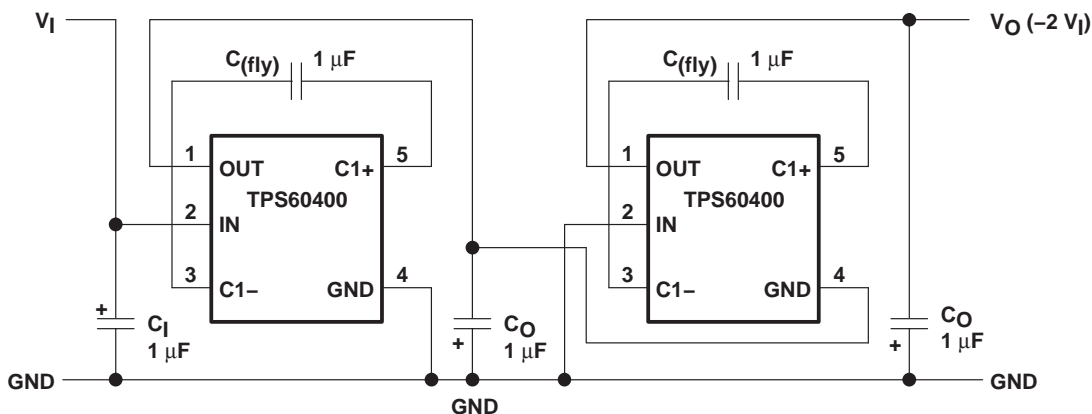 VI
VO (–2 VI)
C(fly)
1 μF
C(fly)
1 μF
1
OUT
C1+
5
TPS60400
2
IN
3
C1–
GND
4
1
OUT
C1+
5
TPS60400
2
IN
3
C1–
GND
4
+
CI
1 μF
+
CO
1 μF
+
CO
1 μF
GND
GND
GND